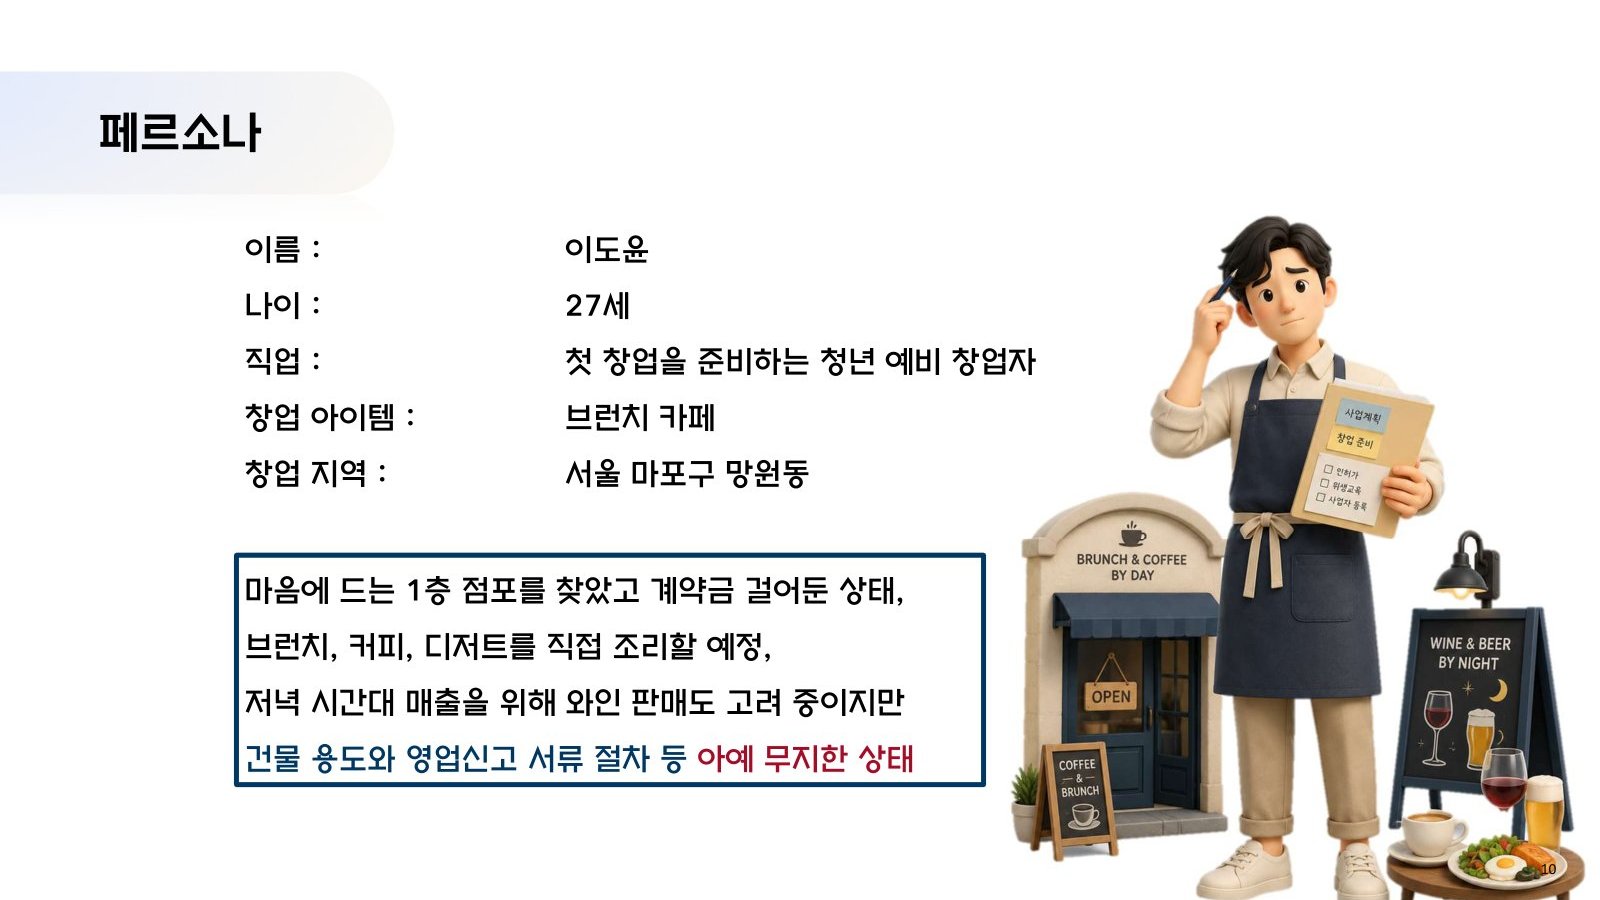 페르소나
이름 : 이도윤
나이 : 27세
직업 : 첫 창업을 준비하는 청년 예비 창업자
창업 아이템 : 브런치 카페
창업 지역 : 서울 마포구 망원동
마음에 드는 1층 점포를 찾았고 계약금 걸어둔 상태,
브런치, 커피, 디저트를 직접 조리할 예정,
저녁 시간대 매출을 위해 와인 판매도 고려 중이지만
건물 용도와 영업신고 서류 절차 등 아예 무지한 상태
사업계획
창업 준비
인허가
위생교육
사업자 등록
BRUNCH & COFFEE
BY DAY
OPEN
COFFEE
&
BRUNCH
WINE & BEER
BY NIGHT
10